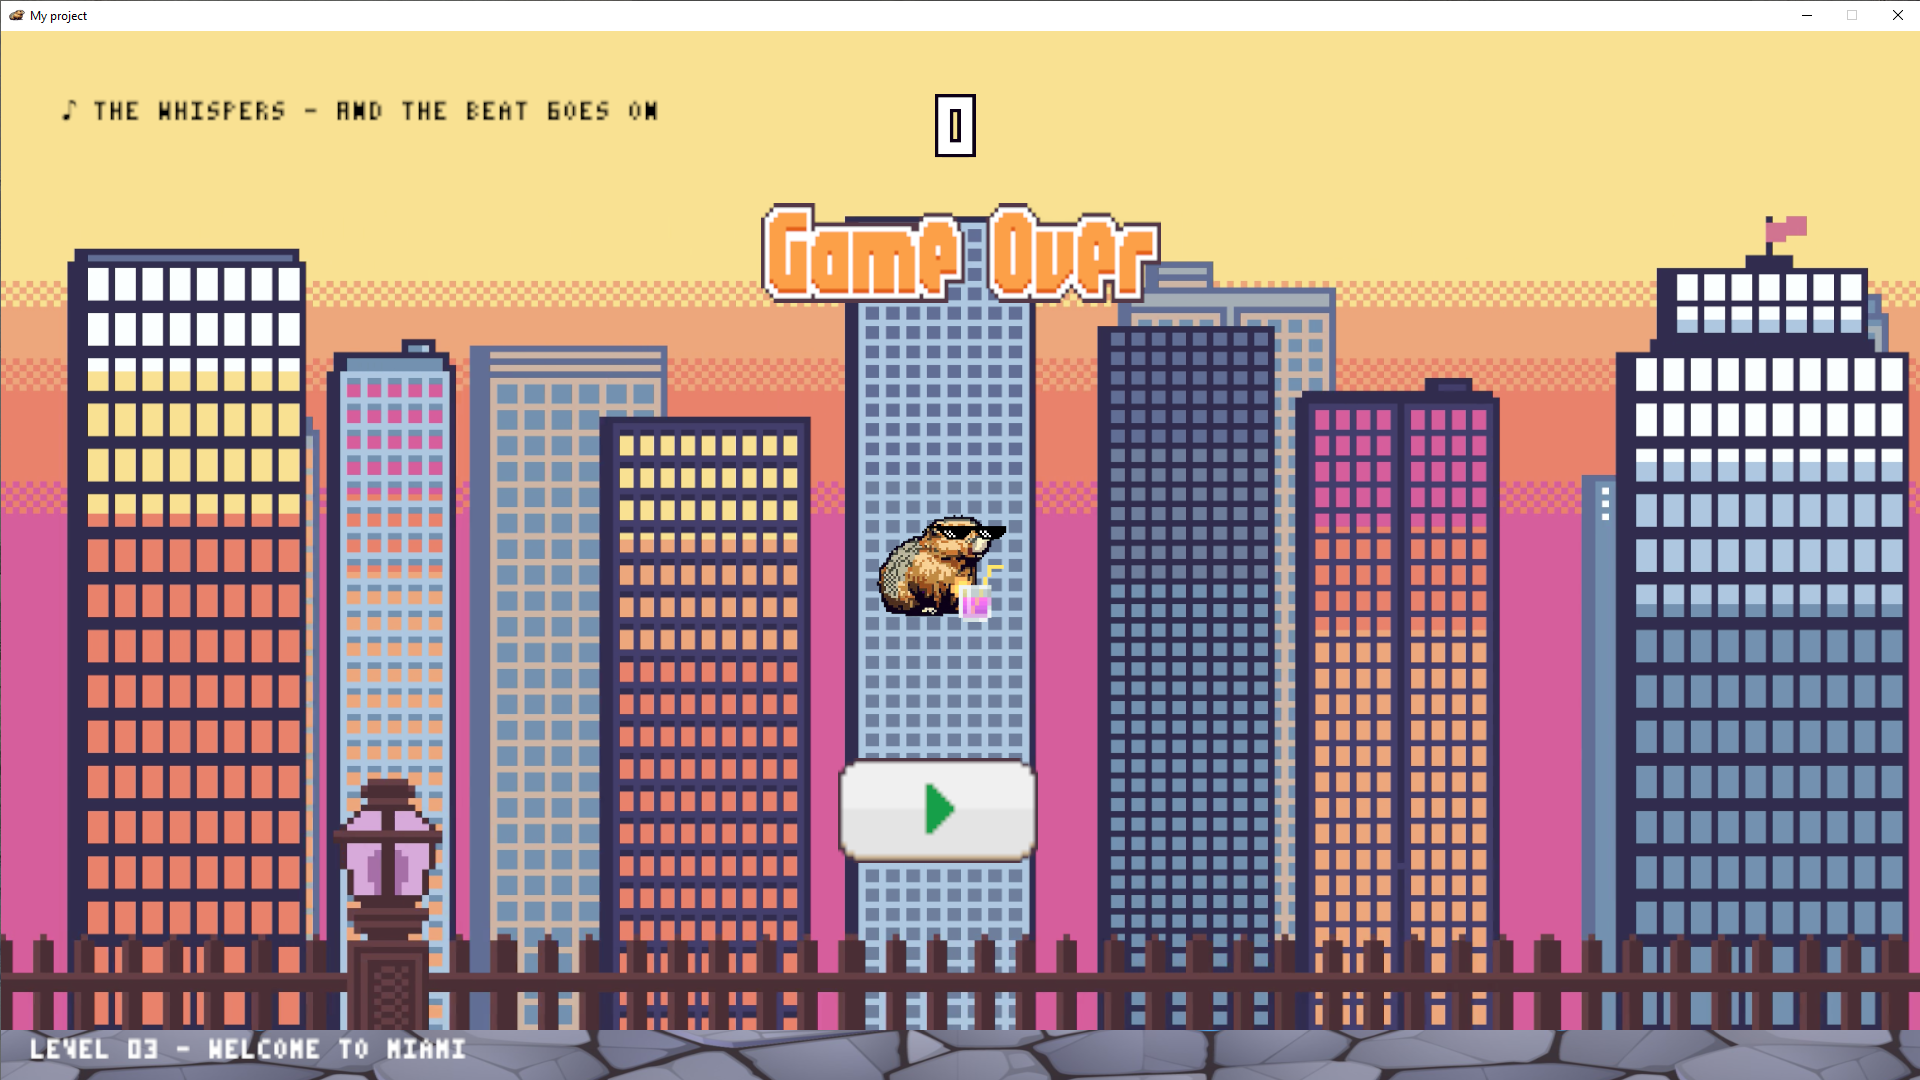 My project
♪ THE WHISPERS - AND THE BEAT GOES ON
0
Game Over
LEVEL 03 - WELCOME TO MIAMI